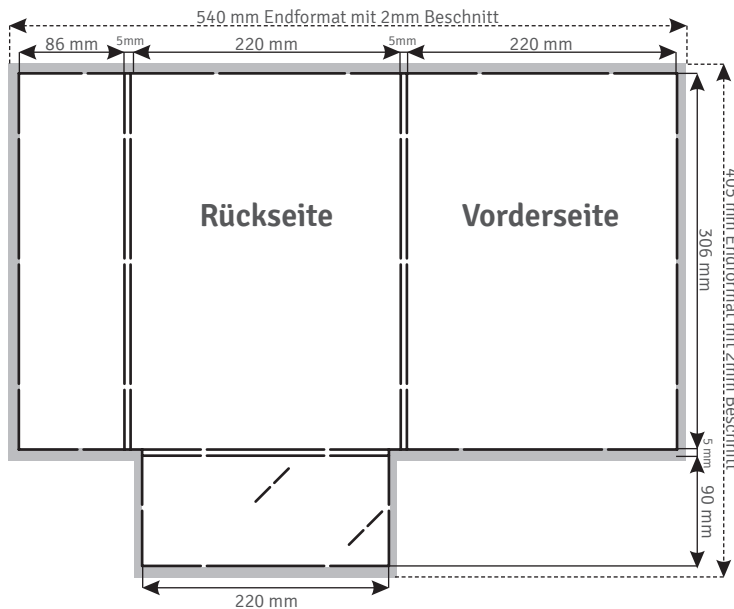 540 mm Endformat mit 2mm Beschnitt
86 mm
5mm
220 mm
5mm
220 mm
Rückseite
Vorderseite
306 mm
405 mm Endformat mit 2mm Beschnitt
5 mm
90 mm
220 mm